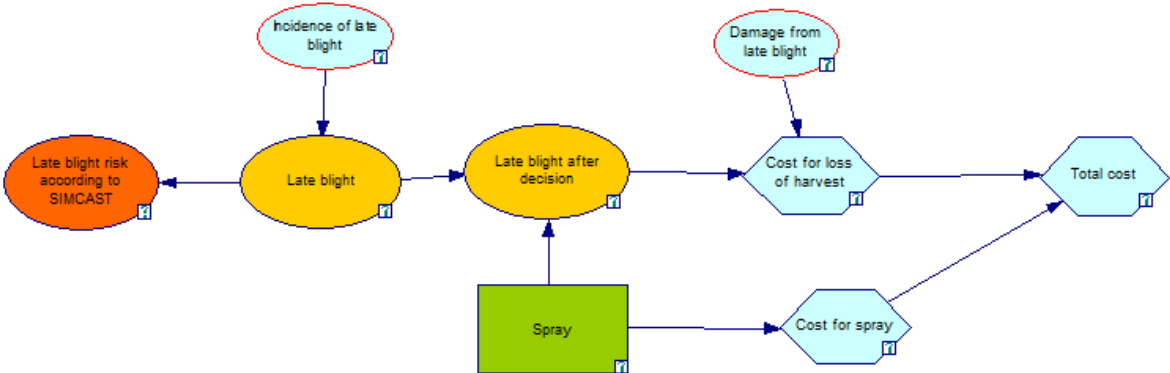 Incidence of late
blight
Damage from
late blight
Late blight risk
according to
SIMCAST
Late blight
Late blight after
decision
Cost for loss
of harvest
Total cost
Spray
Cost for spray
?
?
?
?
?
?
?
?
?